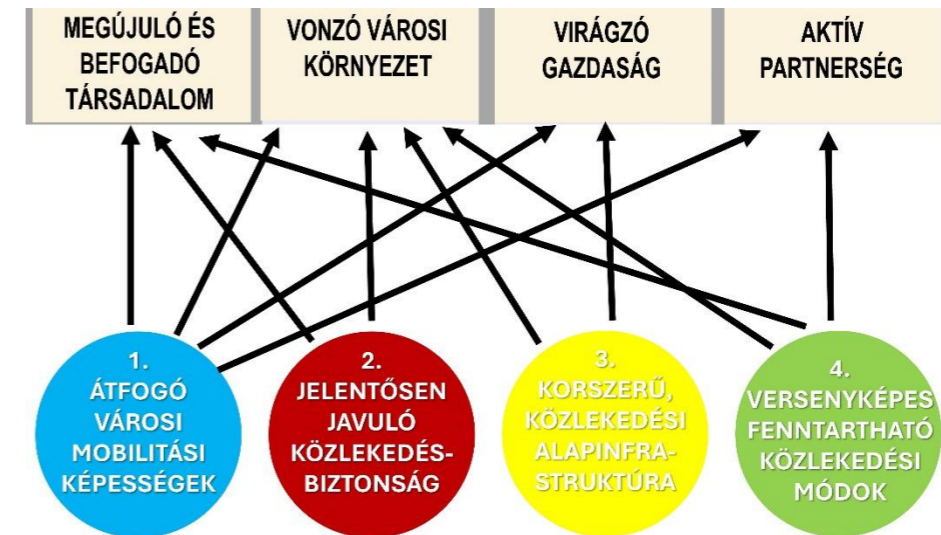 MEGÚJULÓ ÉS
BEFOGADÓ
TÁRSADALOM
VONZÓ VÁROSI
KÖRNYEZET
VIRÁGZÓ
GAZDASÁG
AKTÍV
PARTNERSÉG
1.
ÁTFOGÓ
VÁROSI
MOBILITÁSI
KÉPESSÉGEK
2.
JELENTŐSEN
JAVULÓ
KÖZLEKEDÉS-
BIZTONSÁG
3.
KORSZERŰ,
KÖZLEKEDÉSI
ALAPINFRA-
STRUKTÚRA
4.
VERSENYKÉPES
FENNTARTHATÓ
KÖZLEKEDÉSI
MÓDOK